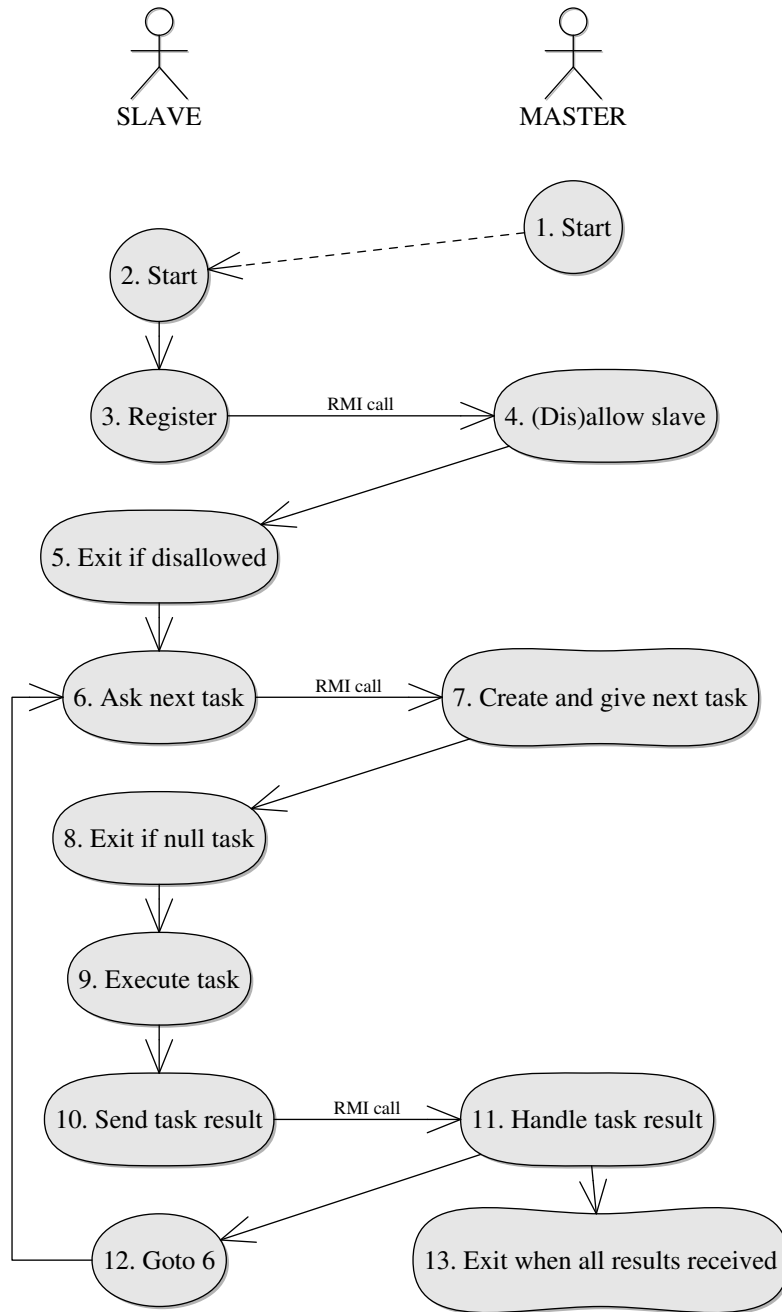 SLAVE
MASTER
1. Start
2. Start
3. Register
RMI call
4. (Dis)allow slave
5. Exit if disallowed
6. Ask next task
RMI call
7. Create and give next task
8. Exit if null task
9. Execute task
10. Send task result
RMI call
11. Handle task result
12. Goto 6
13. Exit when all results received